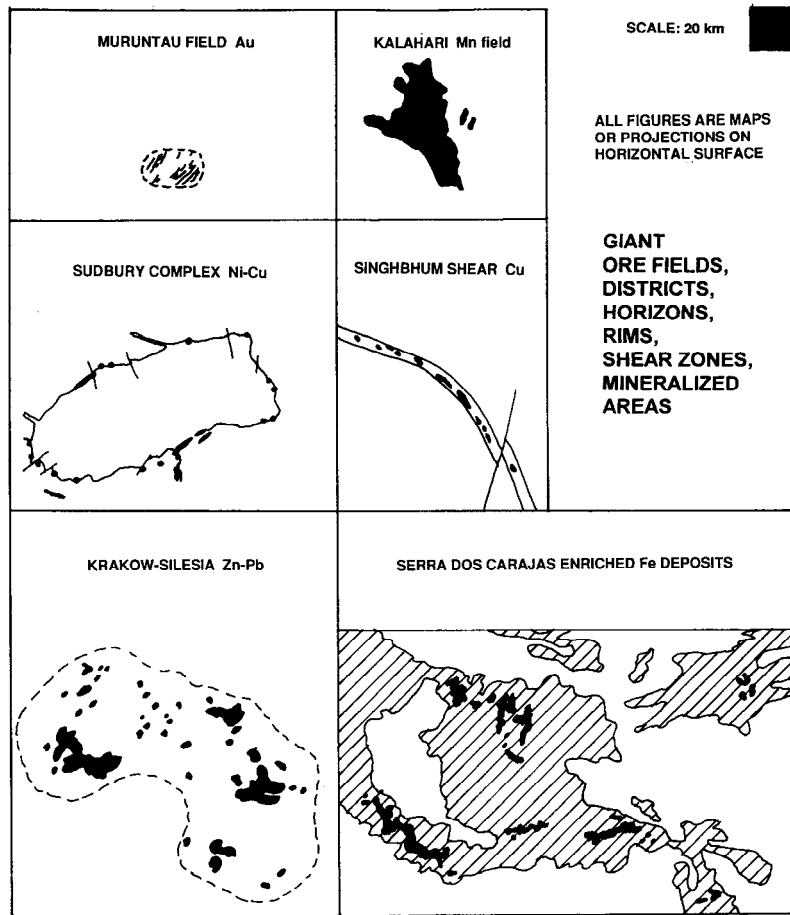 MURUNTAU FIELD Au
KALAHARI Mn field
SCALE: 20 km
ALL FIGURES ARE MAPS
OR PROJECTIONS ON
HORIZONTAL SURFACE
SUDBURY COMPLEX Ni-Cu
SINGHBHUM SHEAR Cu
GIANT
ORE FIELDS,
DISTRICTS,
HORIZONS,
RIMS,
SHEAR ZONES,
MINERALIZED
AREAS
KRAKOW-SILESIA Zn-Pb
SERRA DOS CARAJAS ENRICHED Fe DEPOSITS